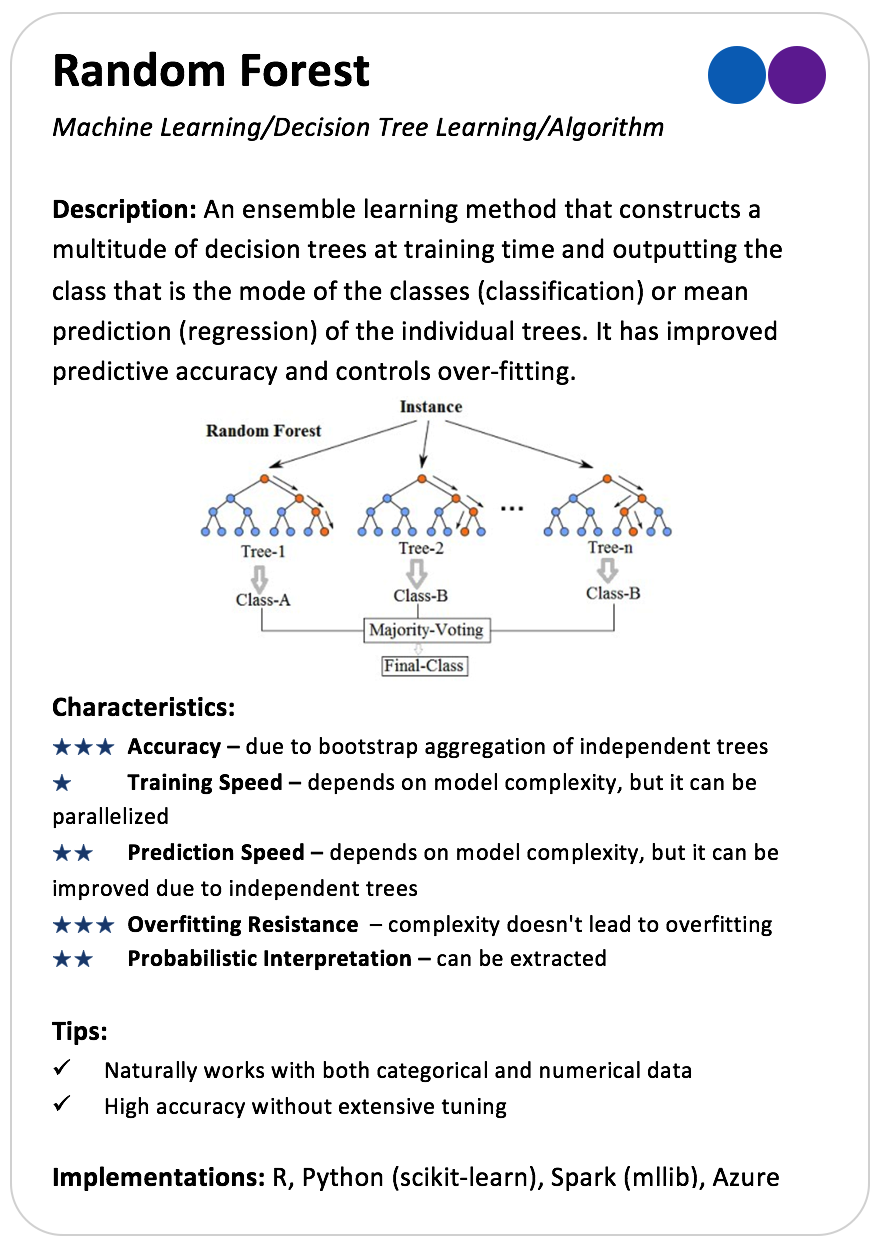 Random Forest
Machine Learning/Decision Tree Learning/Algorithm
Description: An ensemble learning method that constructs a
multitude of decision trees at training time and outputting the
class that is the mode of the classes (classification) or mean
prediction (regression) of the individual trees. It has improved
predictive accuracy and controls over-fitting.
Instance
Random Forest
...
Tree-1 Tree-2 Tree-n
Class-A Class-B Class-B
Majority-Voting
Final-Class
Characteristics:
★★★ Accuracy – due to bootstrap aggregation of independent trees
★ Training Speed – depends on model complexity, but it can be
parallelized
★★ Prediction Speed – depends on model complexity, but it can be
improved due to independent trees
★★★ Overfitting Resistance – complexity doesn't lead to overfitting
★★ Probabilistic Interpretation – can be extracted
Tips:
✓ Naturally works with both categorical and numerical data
✓ High accuracy without extensive tuning
Implementations: R, Python (scikit-learn), Spark (mllib), Azure